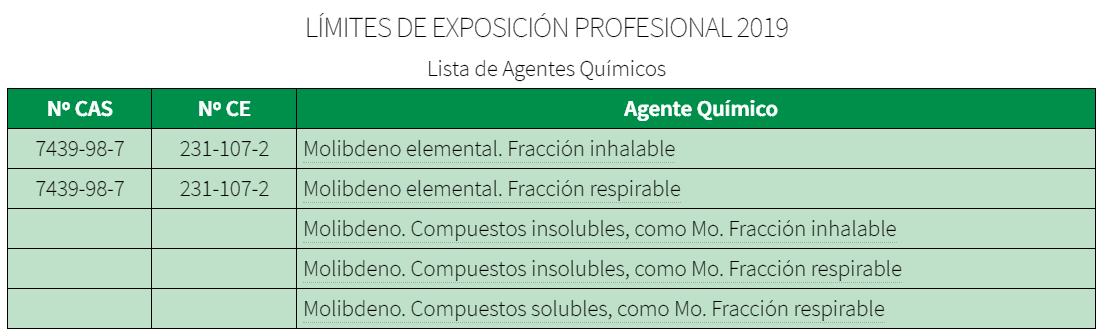 LÍMITES DE EXPOSICIÓN PROFESIONAL 2019
Lista de Agentes Químicos
Nº CAS Nº CE Agente Químico
7439-98-7 231-107-2 Molibdeno elemental. Fracción inhalable
7439-98-7 231-107-2 Molibdeno elemental. Fracción respirable
Molibdeno. Compuestos insolubles, como Mo. Fracción inhalable
Molibdeno. Compuestos insolubles, como Mo. Fracción respirable
Molibdeno. Compuestos solubles, como Mo. Fracción respirable